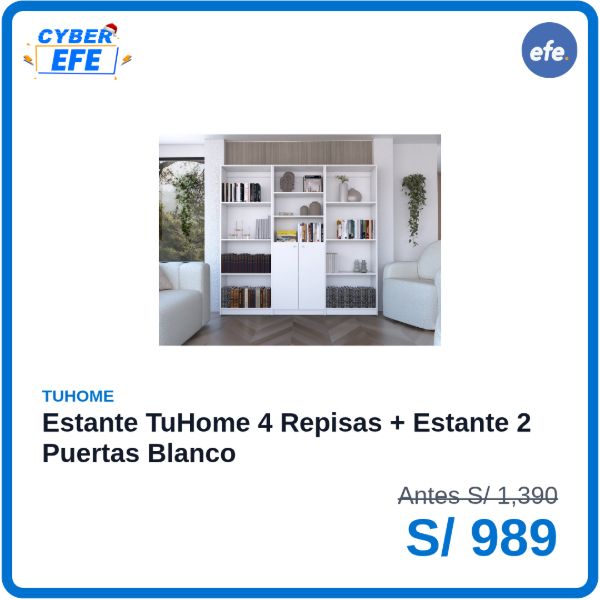 CYBER
EFE
efe.
TUHOME
Estante TuHome 4 Repisas + Estante 2
Puertas Blanco
Antes S/ 1,390
S/ 989